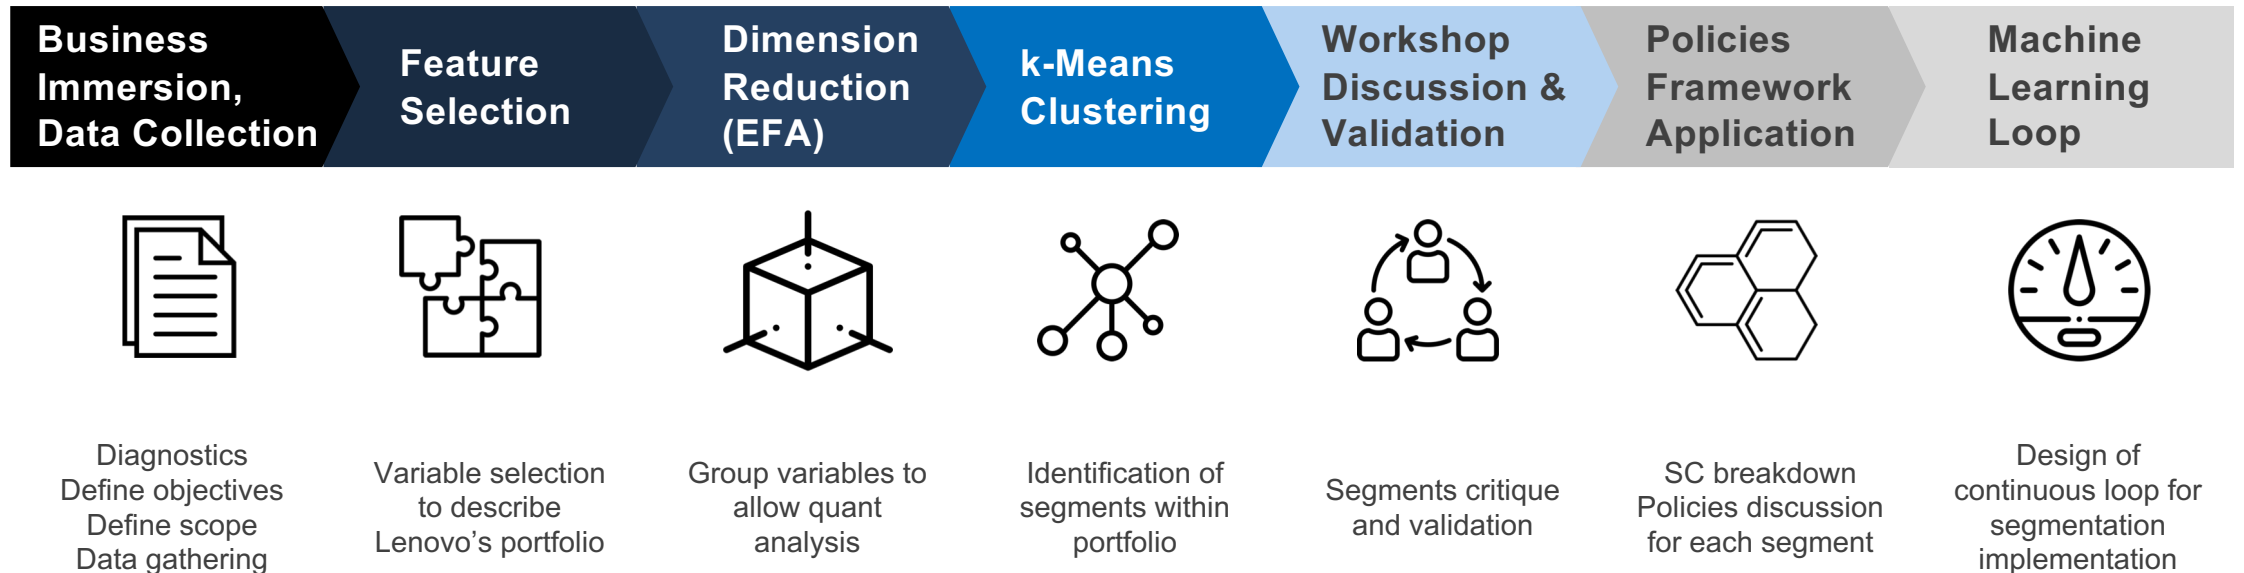 Business
Immersion,
Data Collection
Feature
Selection
Dimension
Reduction
(EFA)
k-Means
Clustering
Workshop
Discussion &
Validation
Policies
Framework
Application
Machine
Learning
Loop
Diagnostics
Define objectives
Define scope
Data gathering
Variable selection
to describe
Lenovo’s portfolio
Group variables to
allow quant
analysis
Identification of
segments within
portfolio
Segments critique
and validation
SC breakdown
Policies discussion
for each segment
Design of
continuous loop for
segmentation
implementation